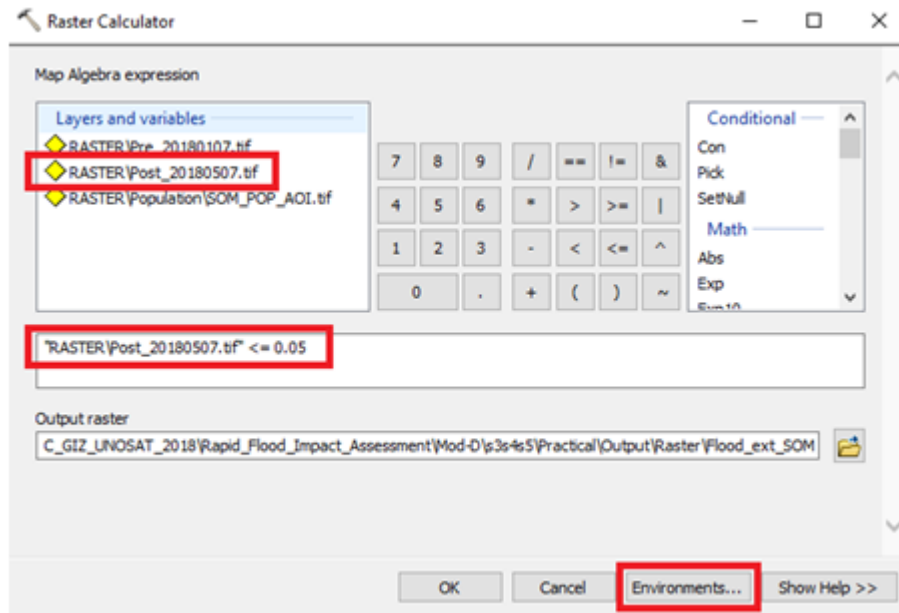 Raster Calculator
Map Algebra expression
Layers and variables
RASTER\Pre_20180107.tif
RASTER\Post_20180507.tif
RASTER\Population\SOM_POP_AOI.tif
7 8 9 / == != &
4 5 6 * > >= |
1 2 3 - < <= ^
0 . + ( ) ~
Conditional
Con
Pick
SetNull
Math
Abs
Exp
Exp10
"RASTER\Post_20180507.tif" <= 0.05
Output raster
C_GIZ_UNOSAT_2018\Rapid_Flood_Impact_Assessment\Mod-D\s3s4s5\Practical\Output\Raster\Flood_ext_SOM
OK Cancel Environments... Show Help >>